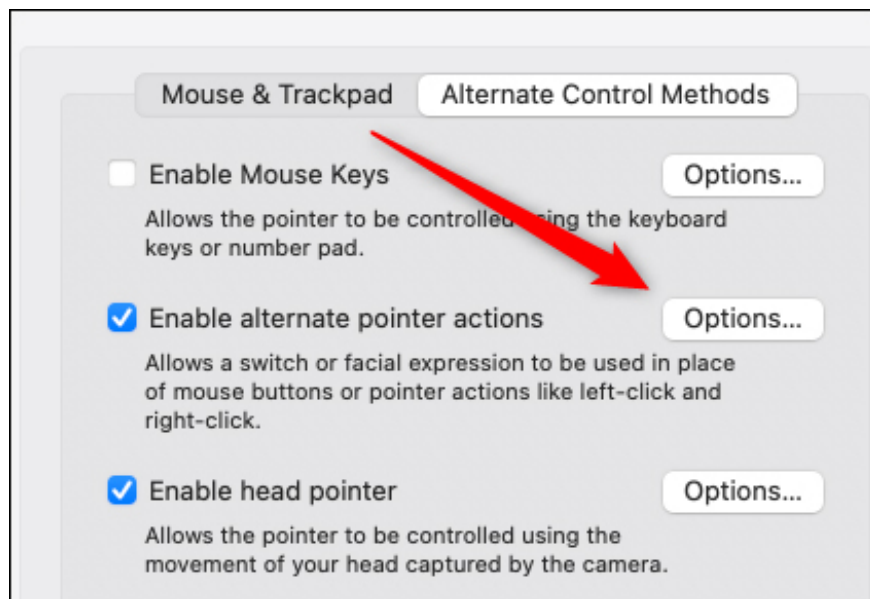 Mouse & Trackpad Alternate Control Methods
Enable Mouse Keys Options...
Allows the pointer to be controlled using the keyboard
keys or number pad.
Enable alternate pointer actions Options...
Allows a switch or facial expression to be used in place
of mouse buttons or pointer actions like left-click and
right-click.
Enable head pointer Options...
Allows the pointer to be controlled using the
movement of your head captured by the camera.